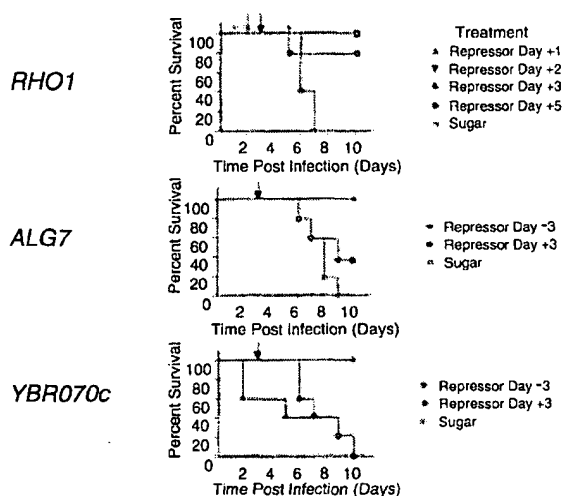 RHO1
Percent Survival
100
80
60
40
20
0
2 4 6 8 10
Time Post Infection (Days)
Treatment
Repressor Day +1
Repressor Day +2
Repressor Day +3
Repressor Day +5
Sugar
ALG7
Percent Survival
100
80
60
40
20
0
2 4 6 8 10
Time Post Infection (Days)
Repressor Day -3
Repressor Day +3
Sugar
YBR070c
Percent Survival
100
80
60
40
20
0
2 4 6 8 10
Time Post Infection (Days)
Repressor Day -3
Repressor Day +3
Sugar